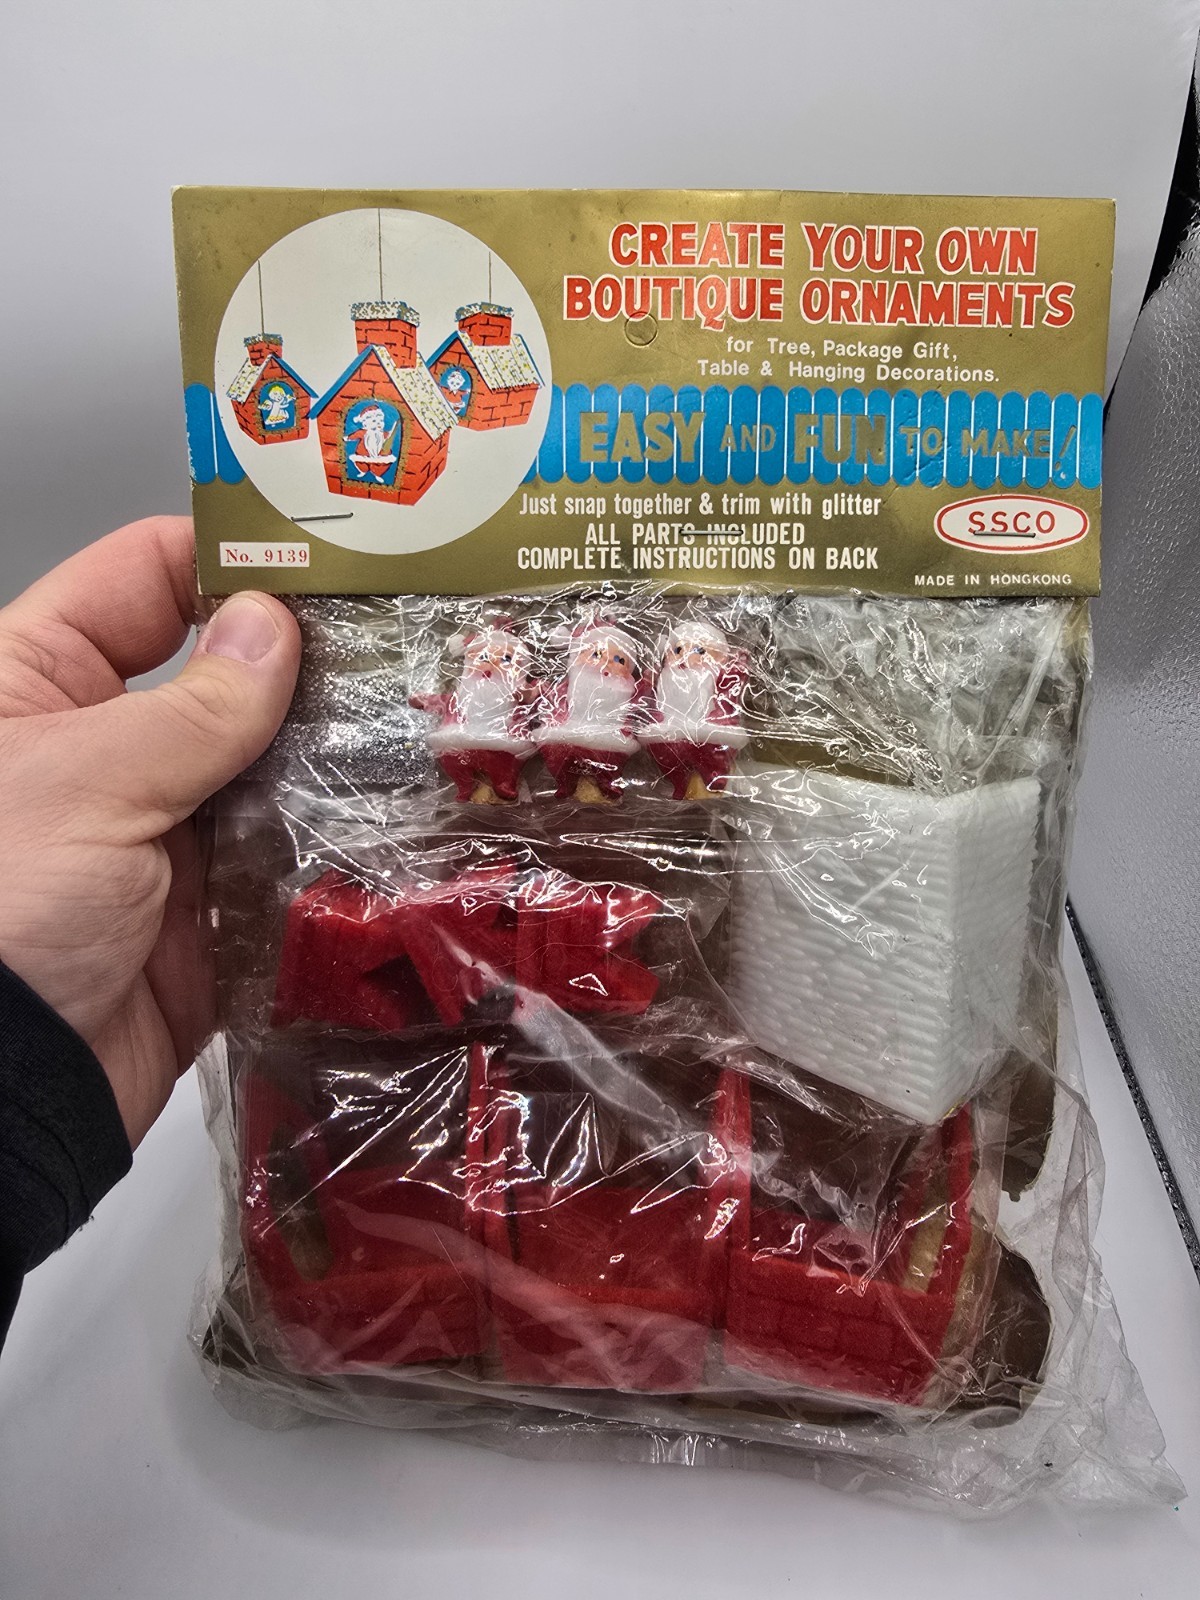 CREATE YOUR OWN
BOUTIQUE ORNAMENTS
for Tree, Package Gift,
Table & Hanging Decorations.
EASY AND FUN TO MAKE!
Just snap together & trim with glitter
ALL PARTS INCLUDED
COMPLETE INSTRUCTIONS ON BACK
SSCO
No. 9139
MADE IN HONGKONG